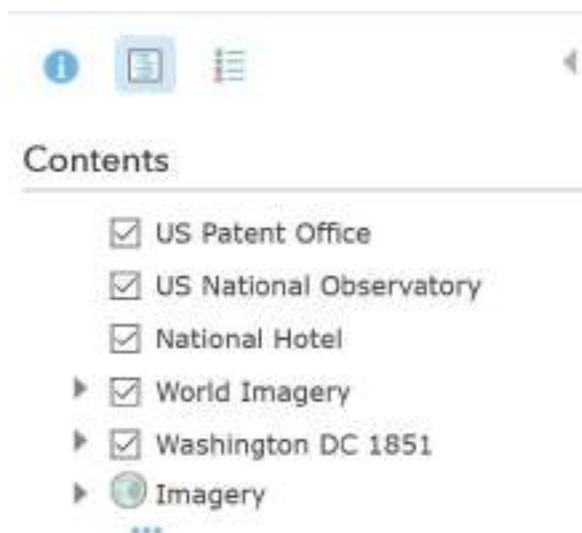 Contents
US Patent Office
US National Observatory
National Hotel
World Imagery
Washington DC 1851
Imagery